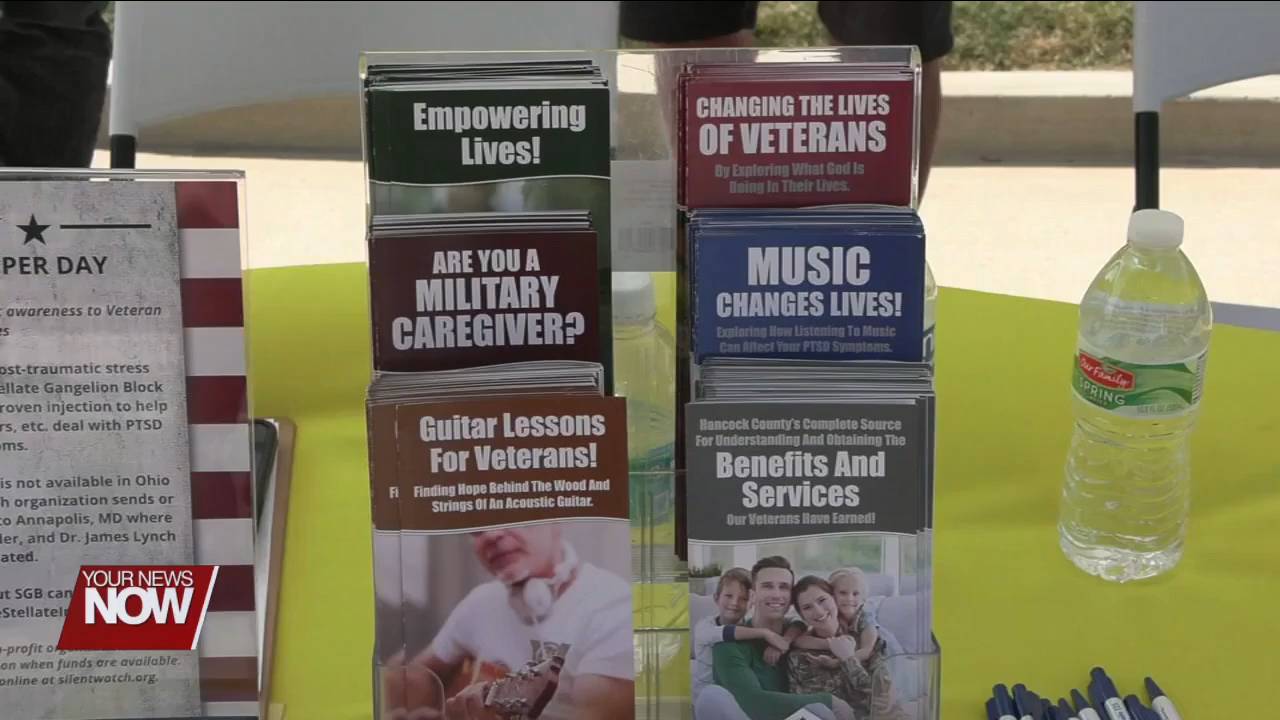 PER DAY
awareness to Veteran
ost-traumatic stress
ellate Gangelion Block
roven injection to help
rs, etc. deal with PTSD
oms.
is not available in Ohio
h organization sends or
to Annapolis, MD where
der, and Dr. James Lynch
ated.
ut SGB can
eStellateIn
n-profit
on when funds are available.
online at silentwatch.org.
YOUR NEWS
NOW
Empowering
Lives!
ARE YOU A
MILITARY
CAREGIVER?
Guitar Lessons
For Veterans!
Finding Hope Behind The Wood And
Strings Of An Acoustic Guitar.
CHANGING THE LIVES
OF VETERANS
By Exploring What God Is
Doing In Their Lives.
MUSIC
CHANGES LIVES!
Exploring How Listening To Music
Can Affect Your PTSD Symptoms.
Hancock County's Complete Source
For Understanding And Obtaining The
Benefits And
Services
Our Veterans Have Earned!
Our Family
SPRING